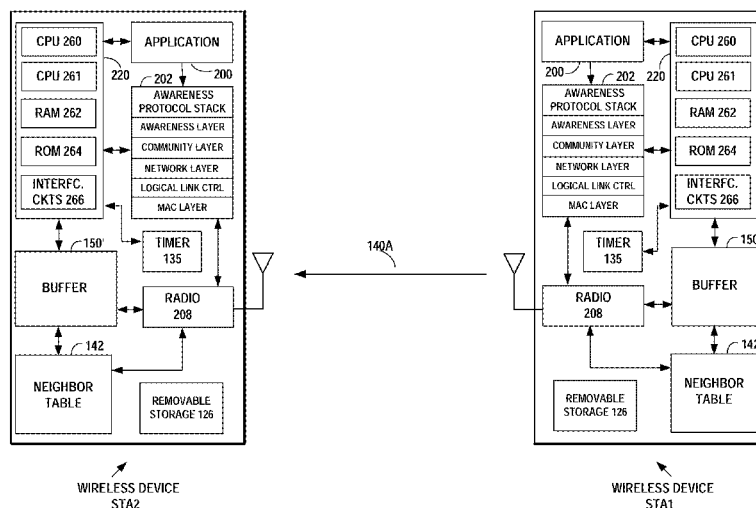 CPU 260
CPU 261
RAM 262
ROM 264
INTERFC.
CKTS 266
220
APPLICATION
200
202
AWARENESS
PROTOCOL STACK
AWARENESS LAYER
COMMUNITY LAYER
NETWORK LAYER
LOGICAL LINK CTRL
MAC LAYER
TIMER
135
150'
BUFFER
RADIO
208
142
NEIGHBOR
TABLE
REMOVABLE
STORAGE 126
WIRELESS DEVICE
STA2
140A
APPLICATION
200
202
220
CPU 260
CPU 261
RAM 262
ROM 264
INTERFC.
CKTS 266
AWARENESS
PROTOCOL STACK
AWARENESS LAYER
COMMUNITY LAYER
NETWORK LAYER
LOGICAL LINK CTRL
MAC LAYER
TIMER
135
150
BUFFER
RADIO
208
142
NEIGHBOR
TABLE
REMOVABLE
STORAGE 126
WIRELESS DEVICE
STA1